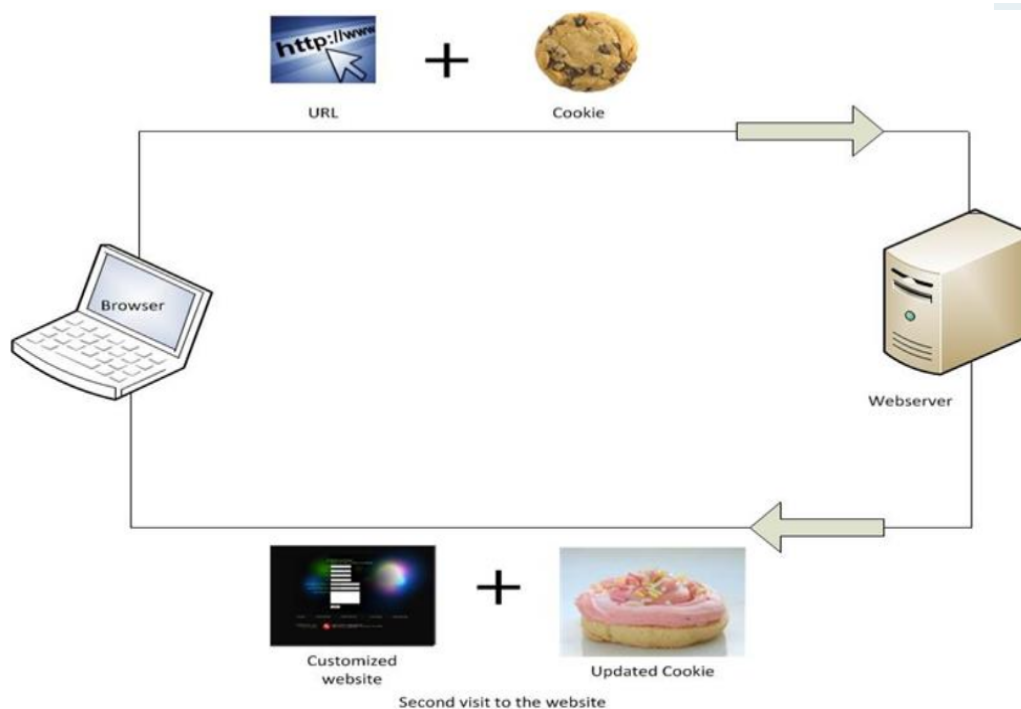 http://www
URL
Cookie
Browser
Webserver
Customized
website
Updated Cookie
Second visit to the website